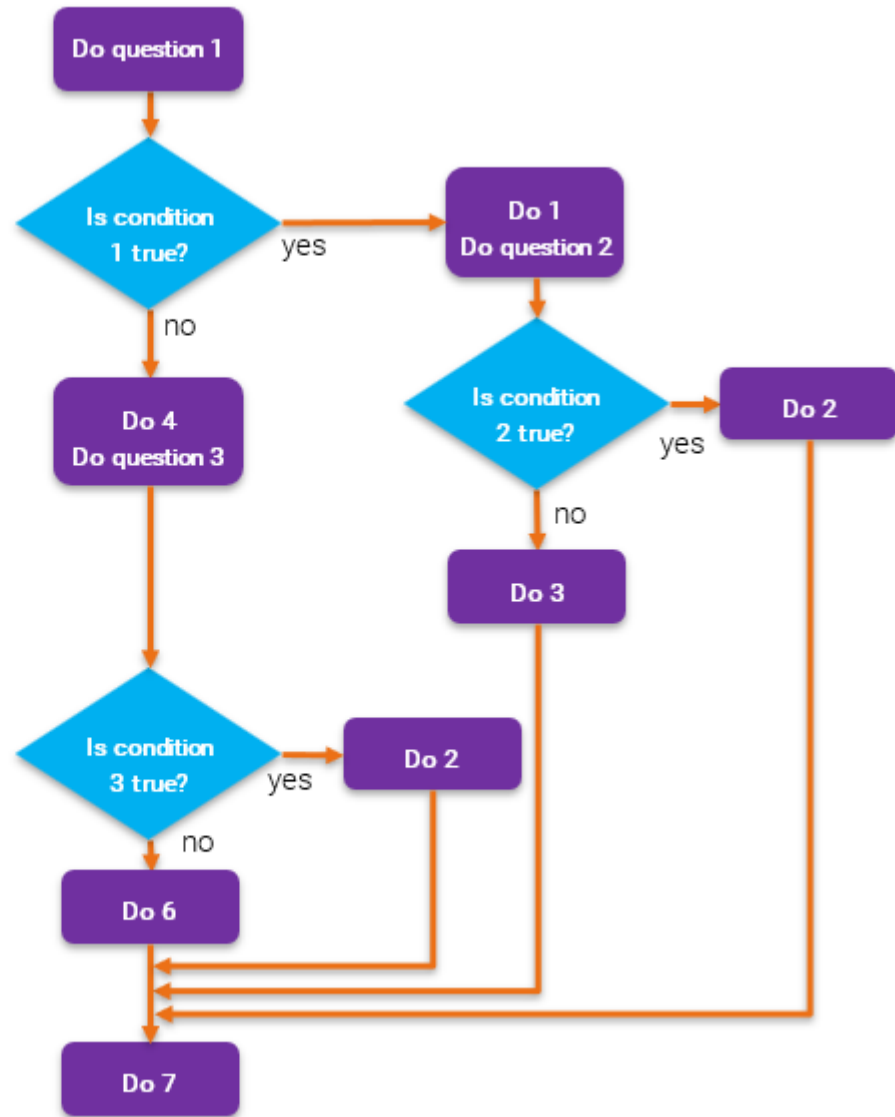 Do question 1
Is condition
1 true?
yes
Do 1
Do question 2
no
Is condition
2 true?
yes
Do 2
Do 4
Do question 3
no
Do 3
Is condition
3 true?
yes
Do 2
no
Do 6
Do 7